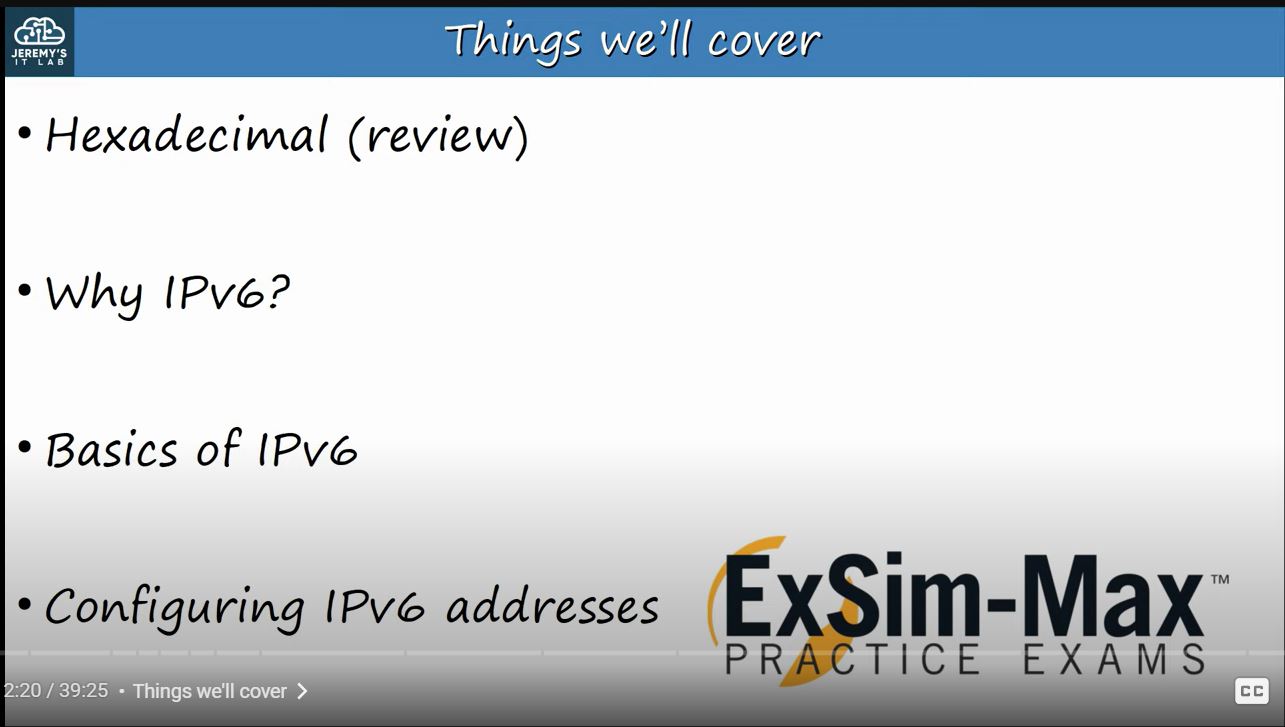 JEREMY'S
IT LAB
Things we'll cover
• Hexadecimal (review)
• Why IPv6?
• Basics of IPv6
• Configuring IPv6 addresses
ExSim-Max™
PRACTICE EXAMS
2:20 / 39:25 • Things we'll cover
CC